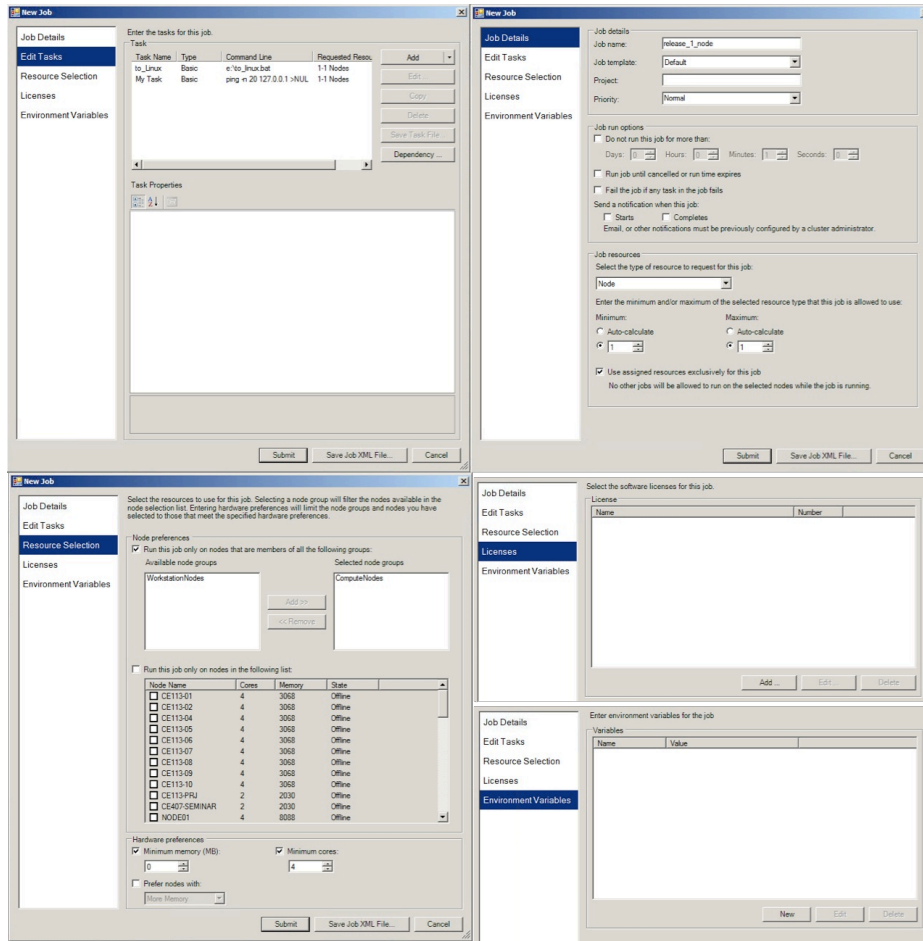 New Job
Job Details
Edit Tasks
Resource Selection
Licenses
Environment Variables
Enter the tasks for this job.
Task
Task Name Type Command Line Requested Resou
to_Linux Basic e:\to_linux.bat 1-1 Nodes
My Task Basic ping -n 20 127.0.0.1 >NUL 1-1 Nodes
Add
Edit ...
Copy
Delete
Save Task File...
Dependency ...
Task Properties
Submit Save Job XML File... Cancel
New Job
Job Details
Edit Tasks
Resource Selection
Licenses
Environment Variables
Job details
Job name: release_1_node
Job template: Default
Project:
Priority: Normal
Job run options
Do not run this job for more than:
Days: 0 Hours: 0 Minutes: 1 Seconds: 0
Run job until cancelled or run time expires
Fail the job if any task in the job fails
Send a notification when this job:
Starts Completes
Email, or other notifications must be previously configured by a cluster administrator.
Job resources
Select the type of resource to request for this job:
Node
Enter the minimum and/or maximum of the selected resource type that this job is allowed to use:
Minimum: Maximum:
Auto-calculate Auto-calculate
1 1
Use assigned resources exclusively for this job
No other jobs will be allowed to run on the selected nodes while the job is running.
Submit Save Job XML File... Cancel
New Job
Job Details
Edit Tasks
Resource Selection
Licenses
Environment Variables
Select the resources to use for this job. Selecting a node group will filter the nodes available in the
node selection list. Entering hardware preferences will limit the node groups and nodes you have
selected to those that meet the specified hardware preferences.
Node preferences
Run this job only on nodes that are members of all the following groups:
Available node groups Selected node groups
WorkstationNodes ComputeNodes
Add >>
<< Remove
Run this job only on nodes in the following list:
Node Name Cores Memory State
CE113-01 4 3068 Offline
CE113-02 4 3068 Offline
CE113-04 4 3068 Offline
CE113-05 4 3068 Offline
CE113-06 4 3068 Offline
CE113-07 4 3068 Offline
CE113-08 4 3068 Offline
CE113-09 4 3068 Offline
CE113-10 4 3068 Offline
CE113-PRJ 2 2030 Offline
CE407-SEMINAR 2 2030 Offline
NODE01 4 8088 Offline
Hardware preferences
Minimum memory (MB): Minimum cores:
0 4
Prefer nodes with:
More Memory
Submit Save Job XML File... Cancel
Job Details
Edit Tasks
Resource Selection
Licenses
Environment Variables
Select the software licenses for this job.
License
Name Number
Add ... Edit ... Delete
Job Details
Edit Tasks
Resource Selection
Licenses
Environment Variables
Enter environment variables for the job
Variables
Name Value
New Edit Delete